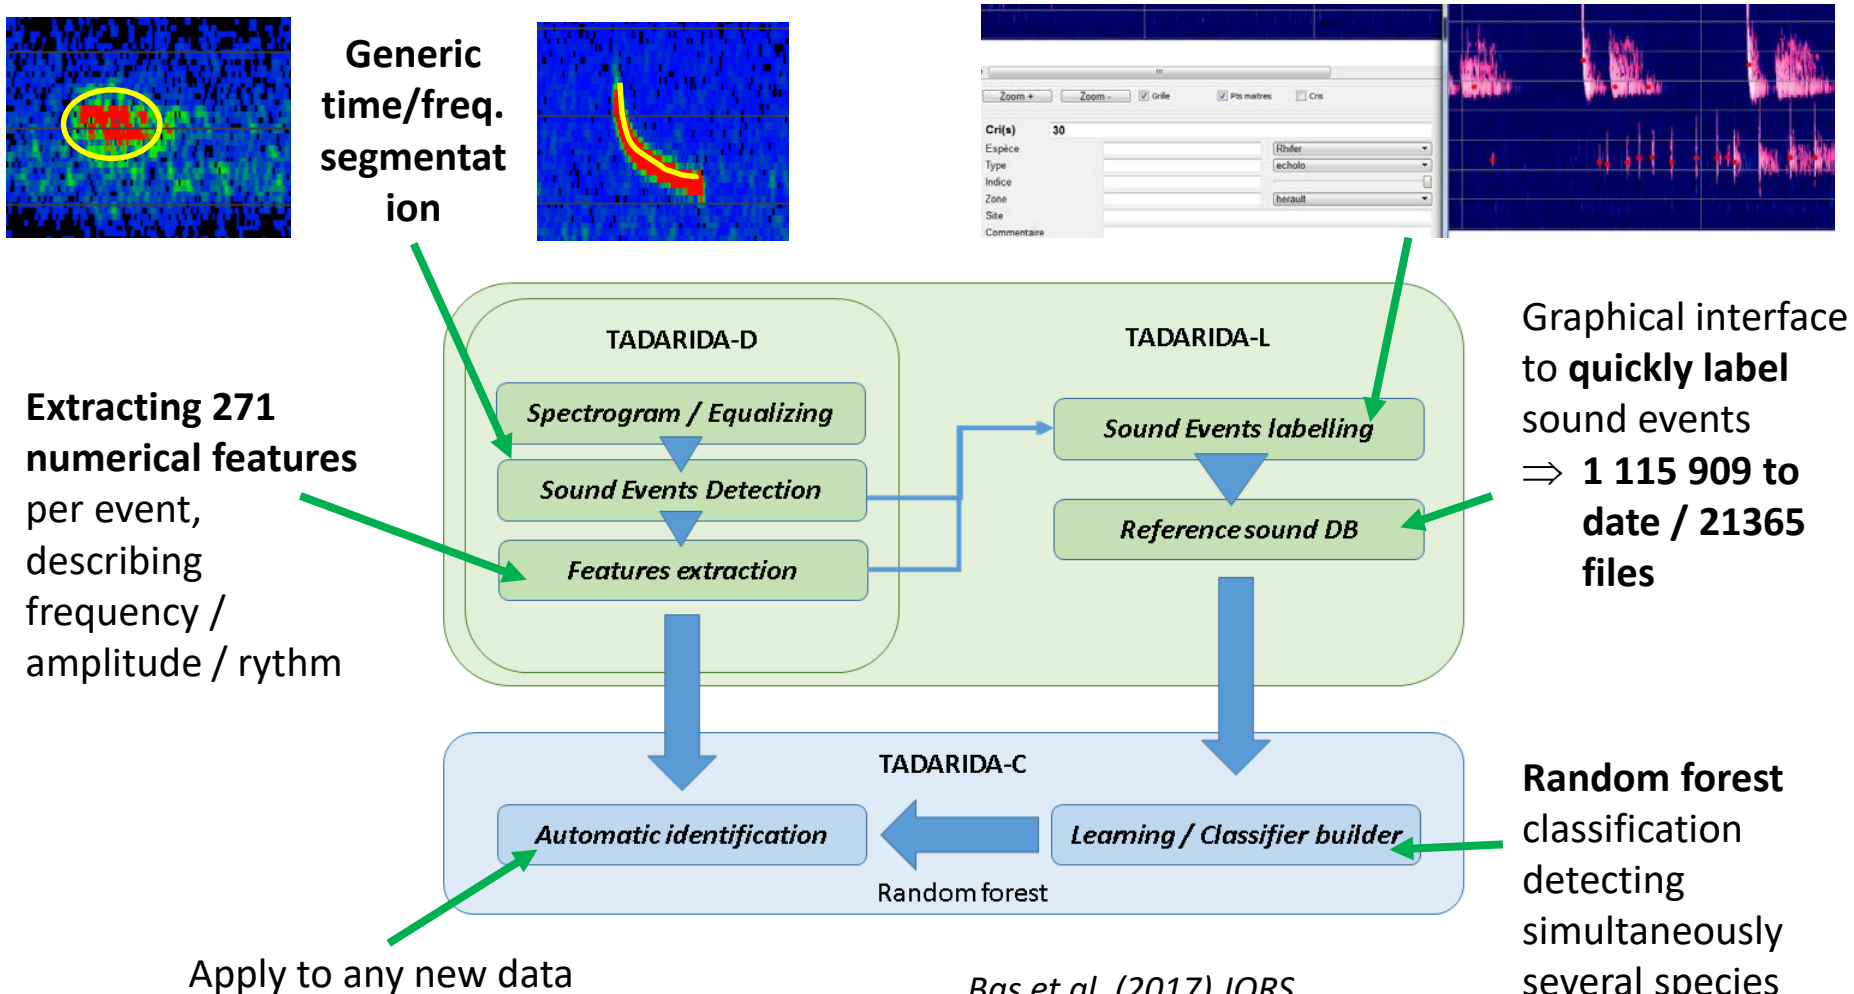 Generic
time/freq.
segmentat
ion
Zoom +
Zoom -
Grille
Pts maitres
Cris
Cri(s)
30
Espèce
Rhifer
Type
echolo
Indice
Zone
herault
Site
Commentaire
TADARIDA-D
TADARIDA-L
Spectrogram / Equalizing
Sound Events Detection
Features extraction
Sound Events labelling
Reference sound DB
Extracting 271
numerical features
per event,
describing
frequency /
amplitude / rythm
Graphical interface
to quickly label
sound events
⇒ 1 115 909 to
date / 21365
files
TADARIDA-C
Automatic identification
Learning / Classifier builder
Random forest
Random forest
classification
detecting
simultaneously
several species
Apply to any new data
Bas et al. (2017) JORS